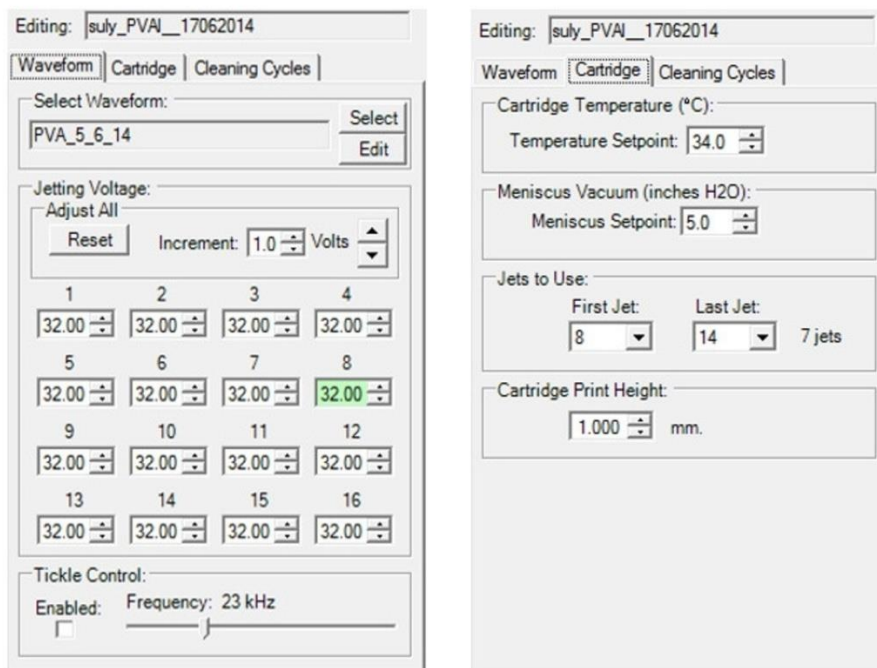 Editing: suly_PVAl__17062014
Waveform Cartridge Cleaning Cycles
Select Waveform:
PVA_5_6_14
Select
Edit
Jetting Voltage:
Adjust All
Reset Increment: 1.0 Volts
1 2 3 4
32.00 32.00 32.00 32.00
5 6 7 8
32.00 32.00 32.00 32.00
9 10 11 12
32.00 32.00 32.00 32.00
13 14 15 16
32.00 32.00 32.00 32.00
Tickle Control:
Enabled: Frequency: 23 kHz
Editing: suly_PVAl__17062014
Waveform Cartridge Cleaning Cycles
Cartridge Temperature (°C):
Temperature Setpoint: 34.0
Meniscus Vacuum (inches H2O):
Meniscus Setpoint: 5.0
Jets to Use:
First Jet: Last Jet:
8 14 7 jets
Cartridge Print Height:
1.000 mm.